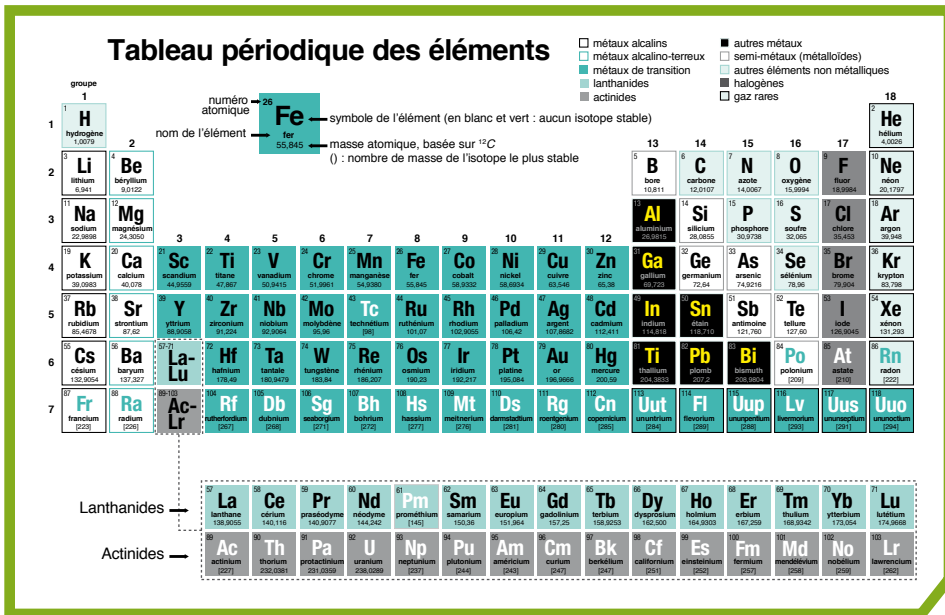 Tableau périodique des éléments
métaux alcalins
métaux alcalino-terreux
métaux de transition
lanthanides
actinides
autres métaux
semi-métaux (métalloïdes)
autres éléments non métalliques
halogènes
gaz rares
numéro atomique
nom de l'élément
26
Fe
fer
55,845
symbole de l'élément (en blanc et vert : aucun isotope stable)
masse atomique, basée sur ¹²C
() : nombre de masse de l'isotope le plus stable
groupe
1 2 3 4 5 6 7 8 9 10 11 12 13 14 15 16 17 18
1
1 2
H He
hydrogène hélium
1,0079 4,0026
2
3 4 5 6 7 8 9 10
Li Be B C N O F Ne
lithium béryllium bore carbone azote oxygène fluor néon
6,941 9,0122 10,811 12,0107 14,0067 15,9994 18,9984 20,1797
3
11 12 13 14 15 16 17 18
Na Mg Al Si P S Cl Ar
sodium magnésium aluminium silicium phosphore soufre chlore argon
22,9898 24,3050 26,9815 28,0855 30,9738 32,065 35,453 39,948
4
19 20 21 22 23 24 25 26 27 28 29 30 31 32 33 34 35 36
K Ca Sc Ti V Cr Mn Fe Co Ni Cu Zn Ga Ge As Se Br Kr
potassium calcium scandium titane vanadium chrome manganèse fer cobalt nickel cuivre zinc gallium germanium arsenic sélénium brome krypton
39,0983 40,078 44,9559 47,867 50,9415 51,9961 54,9380 55,845 58,9332 58,6934 63,546 65,38 69,723 72,64 74,9216 78,96 79,904 83,798
5
37 38 39 40 41 42 43 44 45 46 47 48 49 50 51 52 53 54
Rb Sr Y Zr Nb Mo Tc Ru Rh Pd Ag Cd In Sn Sb Te I Xe
rubidium strontium yttrium zirconium niobium molybdène technétium ruthénium rhodium palladium argent cadmium indium étain antimoine tellure iode xénon
85,4678 87,62 88,9058 91,224 92,9064 95,96 [98] 101,07 102,9055 106,42 107,8682 112,411 114,818 118,710 121,760 127,60 126,9045 131,293
6
55 56 57-71 72 73 74 75 76 77 78 79 80 81 82 83 84 85 86
Cs Ba La-Lu Hf Ta W Re Os Ir Pt Au Hg Ti Pb Bi Po At Rn
césium baryum hafnium tantale tungstène rhénium osmium iridium platine or mercure thallium plomb bismuth polonium astate radon
132,9054 137,327 178,49 180,9479 183,84 186,207 190,23 192,217 195,084 196,9666 200,59 204,3833 207,2 208,9804 [209] [210] [222]
7
87 88 89-103 104 105 106 107 108 109 110 111 112 113 114 115 116 117 118
Fr Ra Ac-Lr Rf Db Sg Bh Hs Mt Ds Rg Cn Uut Fl Uup Lv Uus Uuo
francium radium rutherfordium dubnium seaborgium bohrium hassium meitnerium darmstadtium roentgénium copernicium ununtrium flevorium ununpentium livermorium ununseptium ununoctium
[223] [226] [267] [268] [271] [272] [277] [276] [281] [280] [285] [284] [289] [288] [293] [291] [294]
Lanthanides
57 58 59 60 61 62 63 64 65 66 67 68 69 70 71
La Ce Pr Nd Pm Sm Eu Gd Tb Dy Ho Er Tm Yb Lu
lanthane cérium praséodyme néodyme prométhium samarium europium gadolinium terbium dysprosium holmium erbium thulium ytterbium lutélium
138,9055 140,116 140,9077 144,242 [145] 150,36 151,964 157,25 158,9253 162,500 164,9303 167,259 168,9342 173,054 174,9668
Actinides
89 90 91 92 93 94 95 96 97 98 99 100 101 102 103
Ac Th Pa U Np Pu Am Cm Bk Cf Es Fm Md No Lr
actinium thorium protactinium uranium neptunium plutonium américium curium berkélium californium einsteinium fermium mendélévium nobélium lawrencium
[227] 232,0381 231,0359 238,0289 [237] [244] [243] [247] [247] [251] [252] [257] [258] [259] [262]